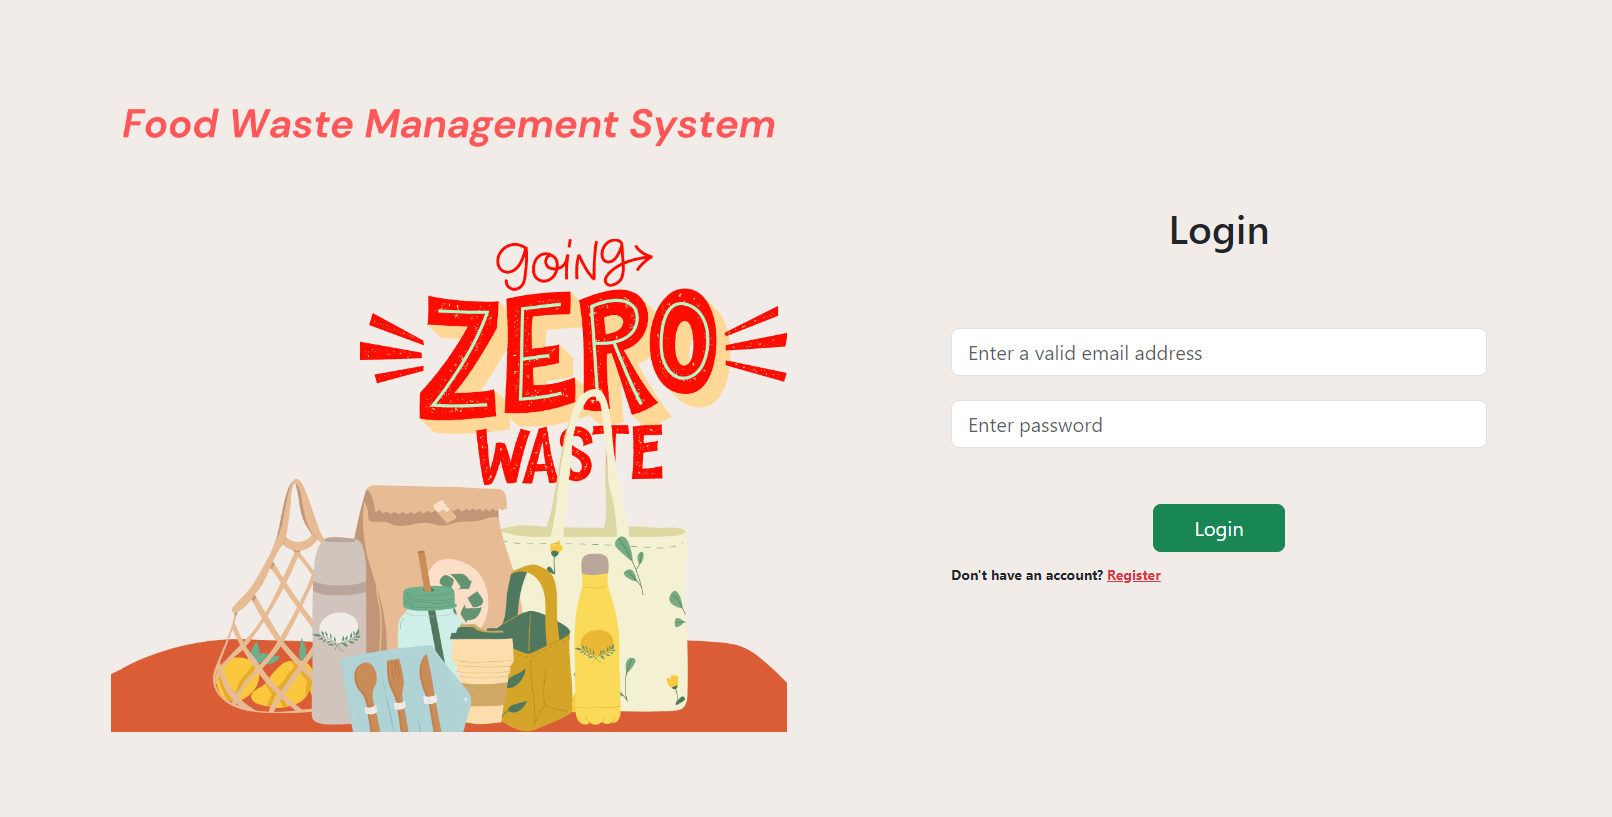 Food Waste Management System
going
ZERO
WASTE
Login
Enter a valid email address
Enter password
Login
Don't have an account? Register